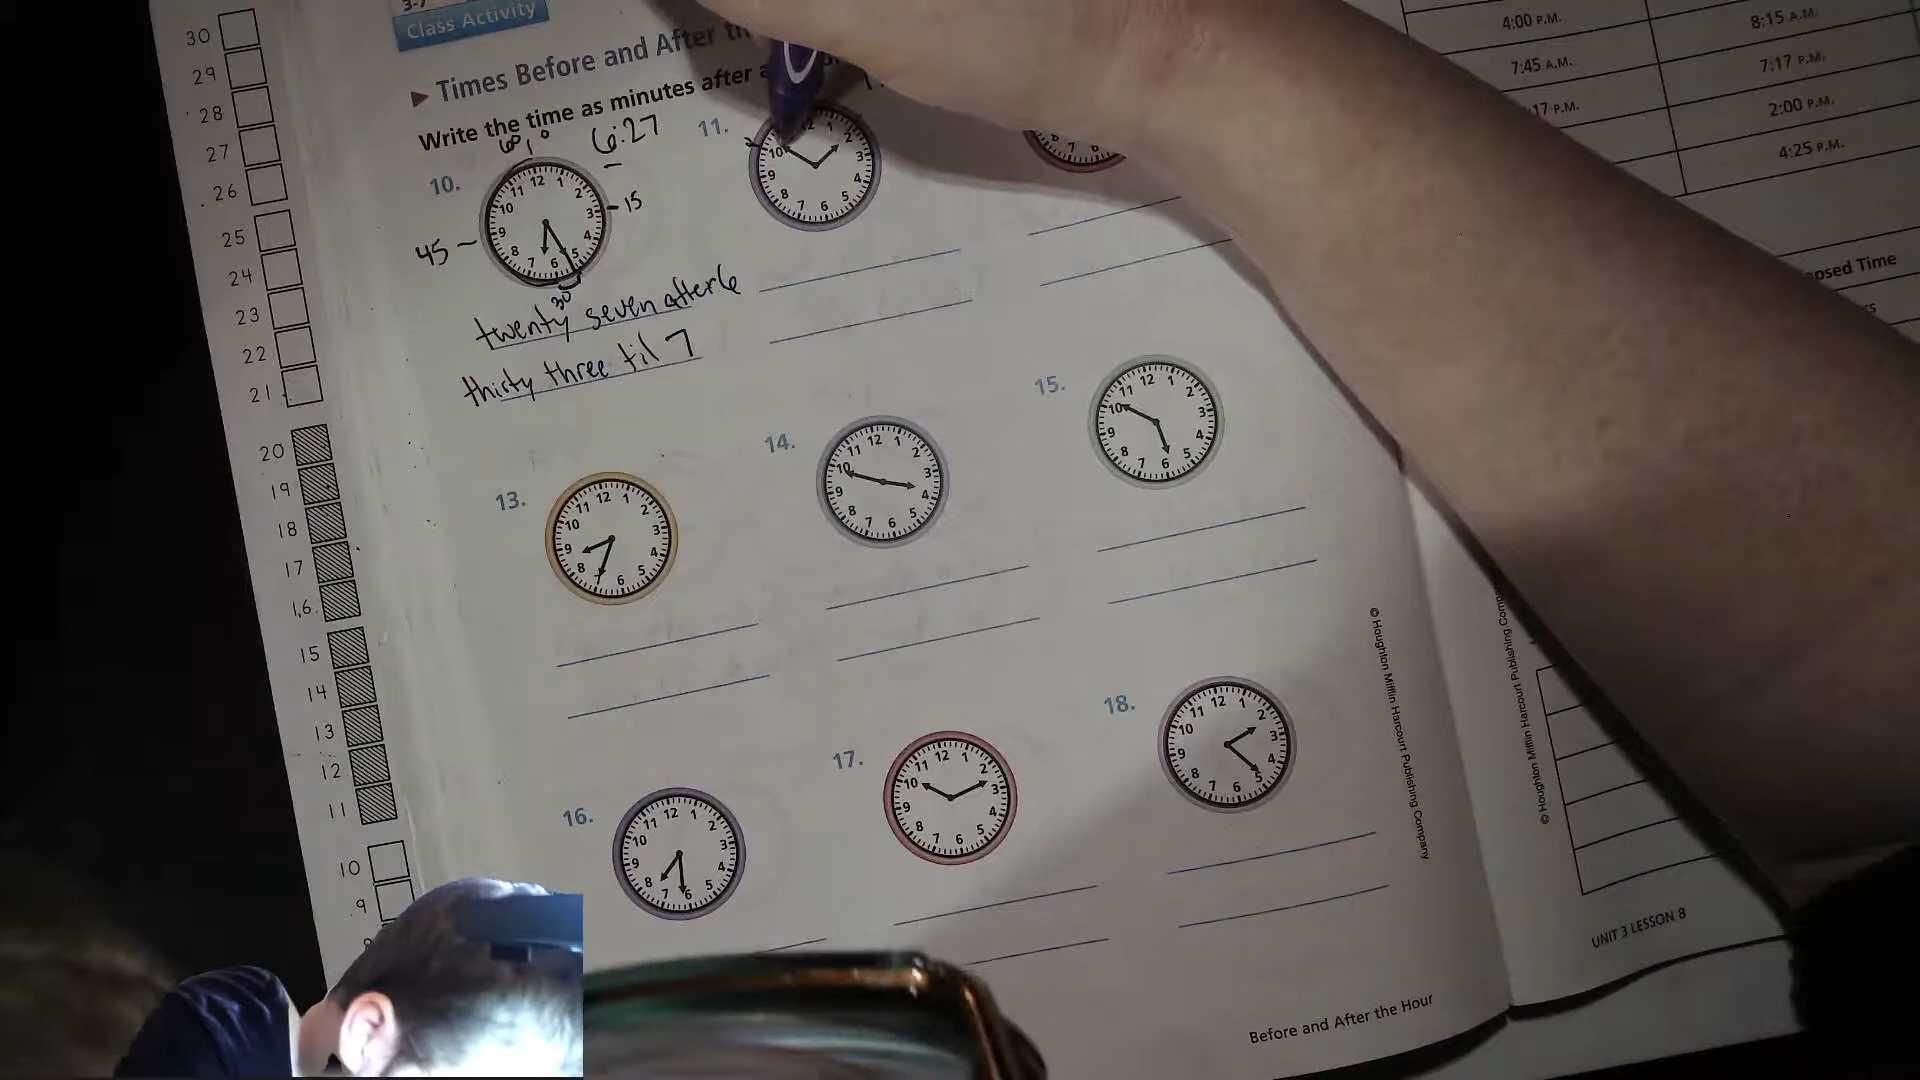 3-7
Class Activity
Times Before and After
Write the time as minutes after
10.
60
6:27
15
45
30
twenty seven after 6
thirty three til 7
11.
13.
14.
15.
16.
17.
18.
30
29
28
27
26
25
24
23
22
21
20
19
18
17
16
15
14
13
12
11
10
9
4:00 P.M.
8:15 A.M.
7:45 A.M.
7:17 P.M.
:17 P.M.
2:00 P.M.
4:25 P.M.
Elapsed Time
© Houghton Mifflin Harcourt Publishing Company
© Houghton Mifflin Harcourt Publishing Company
UNIT 3 LESSON 8
Before and After the Hour